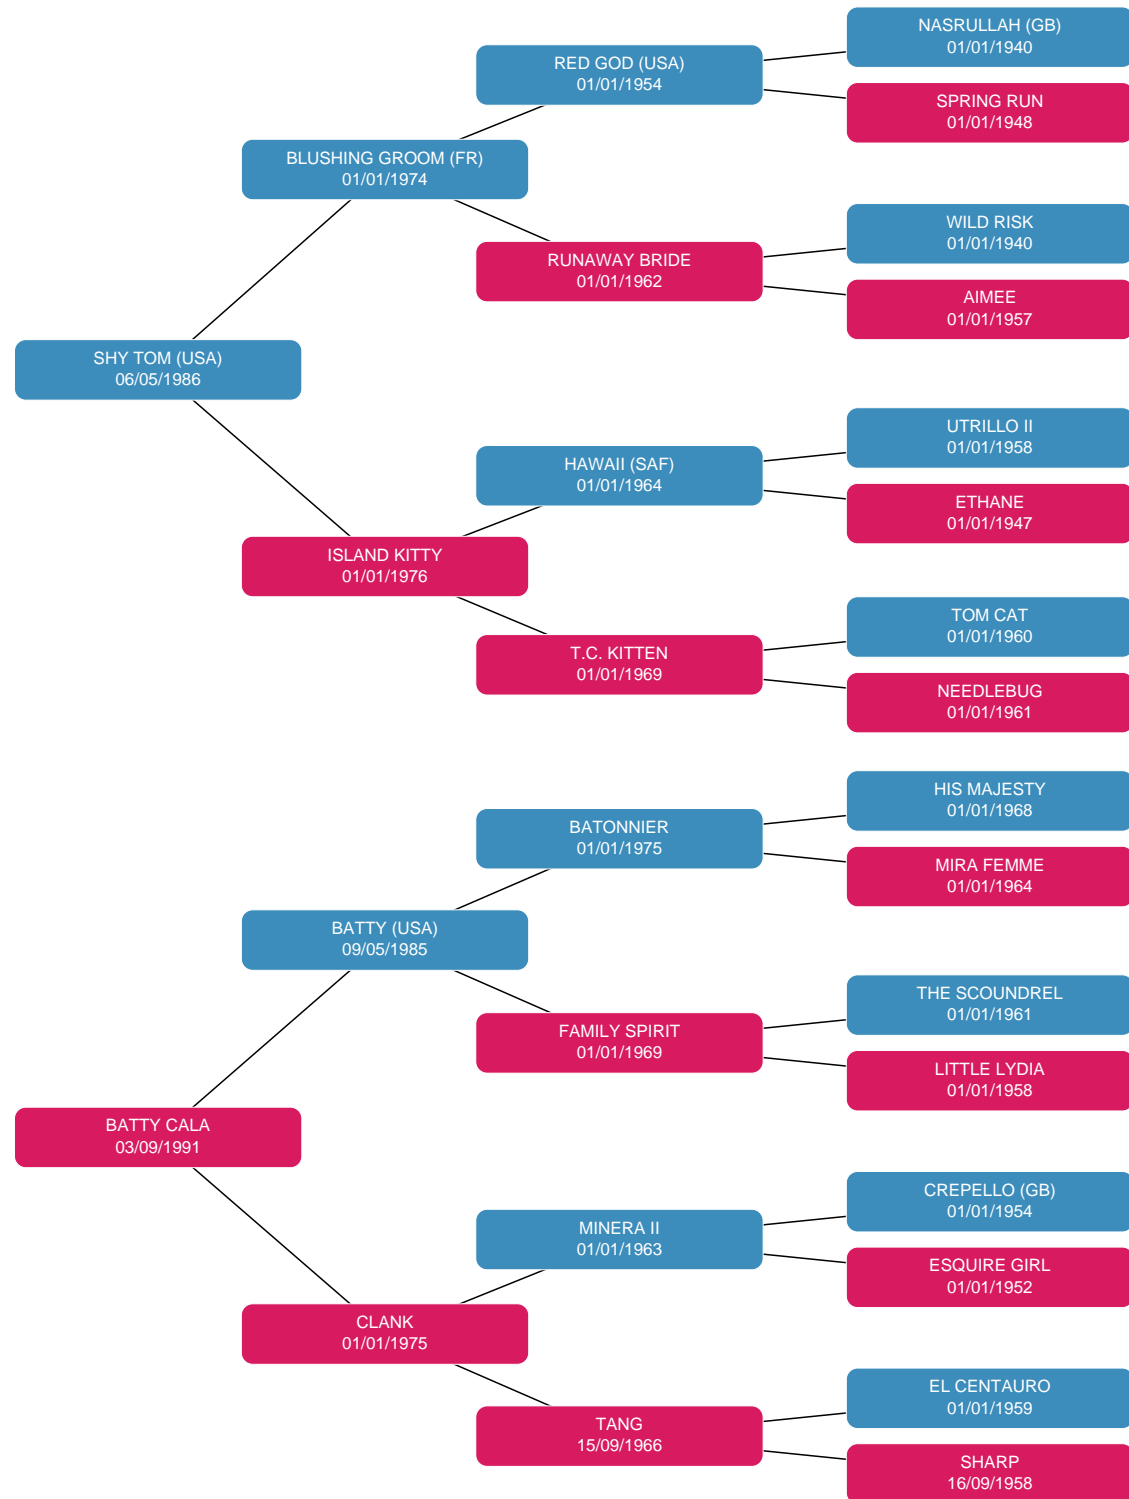 NASRULLAH (GB)
01/01/1940
RED GOD (USA)
01/01/1954
SPRING RUN
01/01/1948
BLUSHING GROOM (FR)
01/01/1974
WILD RISK
01/01/1940
RUNAWAY BRIDE
01/01/1962
AIMEE
01/01/1957
SHY TOM (USA)
06/05/1986
UTRILLO II
01/01/1958
HAWAII (SAF)
01/01/1964
ETHANE
01/01/1947
ISLAND KITTY
01/01/1976
TOM CAT
01/01/1960
T.C. KITTEN
01/01/1969
NEEDLEBUG
01/01/1961
HIS MAJESTY
01/01/1968
BATONNIER
01/01/1975
MIRA FEMME
01/01/1964
BATTY (USA)
09/05/1985
THE SCOUNDREL
01/01/1961
FAMILY SPIRIT
01/01/1969
LITTLE LYDIA
01/01/1958
BATTY CALA
03/09/1991
CREPELLO (GB)
01/01/1954
MINERA II
01/01/1963
ESQUIRE GIRL
01/01/1952
CLANK
01/01/1975
EL CENTAURO
01/01/1959
TANG
15/09/1966
SHARP
16/09/1958